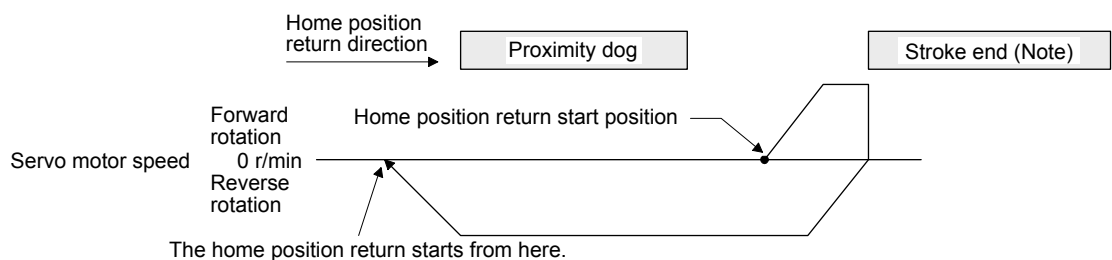 Home position
return direction
Proximity dog
Stroke end (Note)
Forward
rotation
Home position return start position
Servo motor speed
0 r/min
Reverse
rotation
The home position return starts from here.